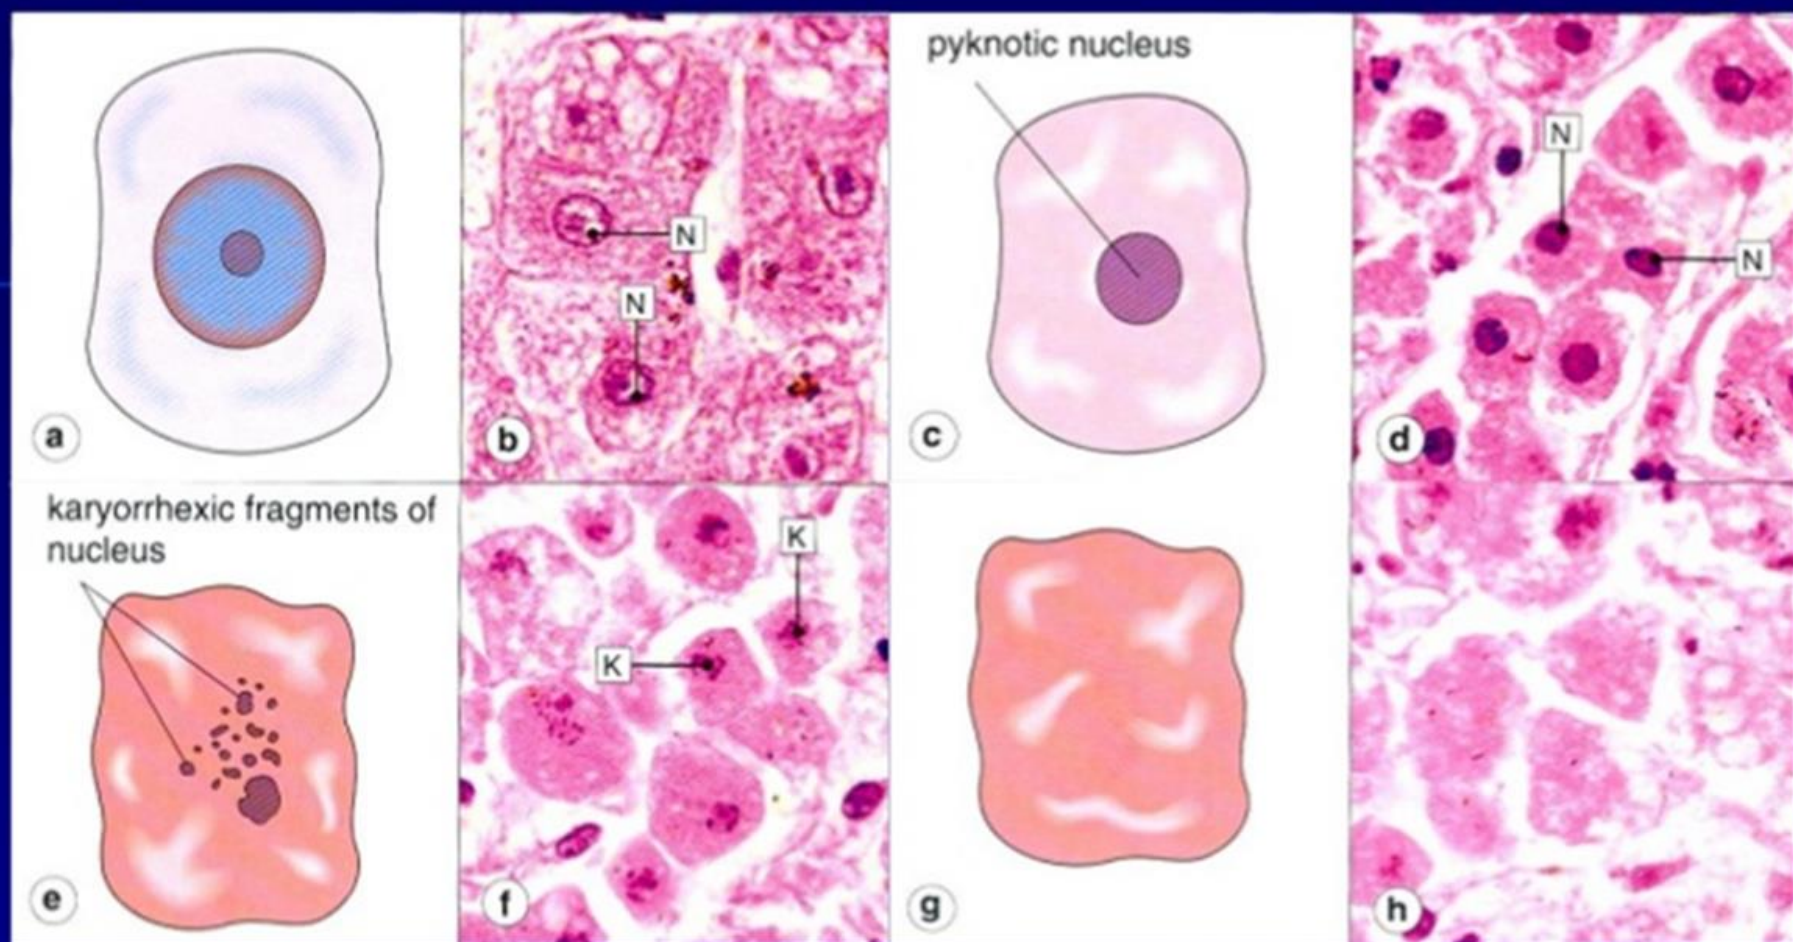 pyknotic nucleus
N
N
N
N
a
b
c
d
karyorrhexic fragments of
nucleus
K
K
e
f
g
h